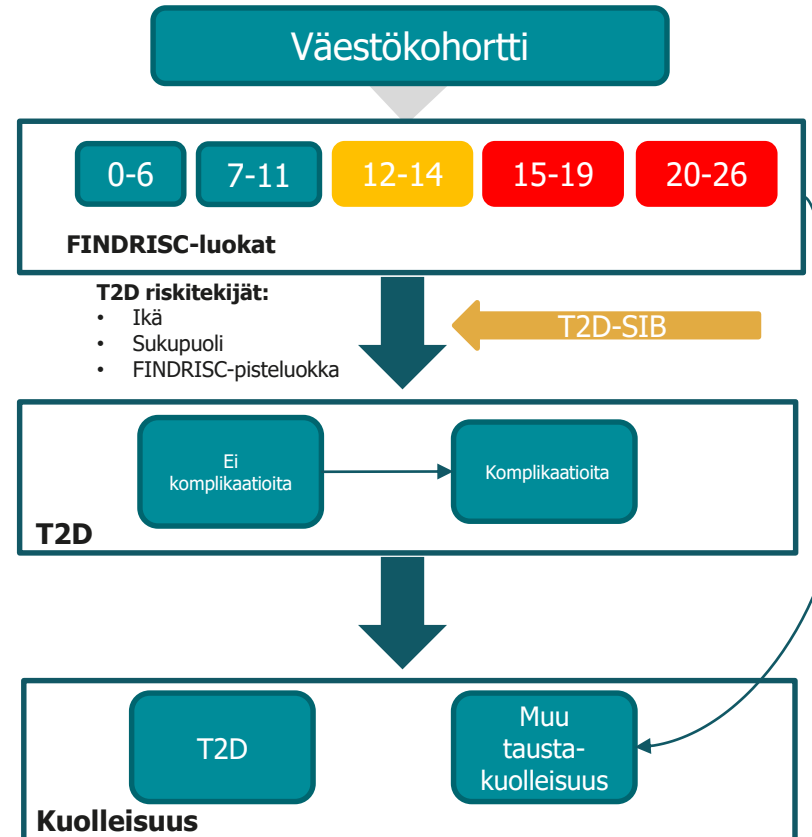 Väestökohortti
0-6
7-11
12-14
15-19
20-26
FINDRISC-luokat
T2D riskitekijät:
• Ikä
• Sukupuoli
• FINDRISC-pisteluokka
T2D-SIB
Ei
komplikaatioita
Komplikaatioita
T2D
T2D
Muu
tausta-
kuolleisuus
Kuolleisuus